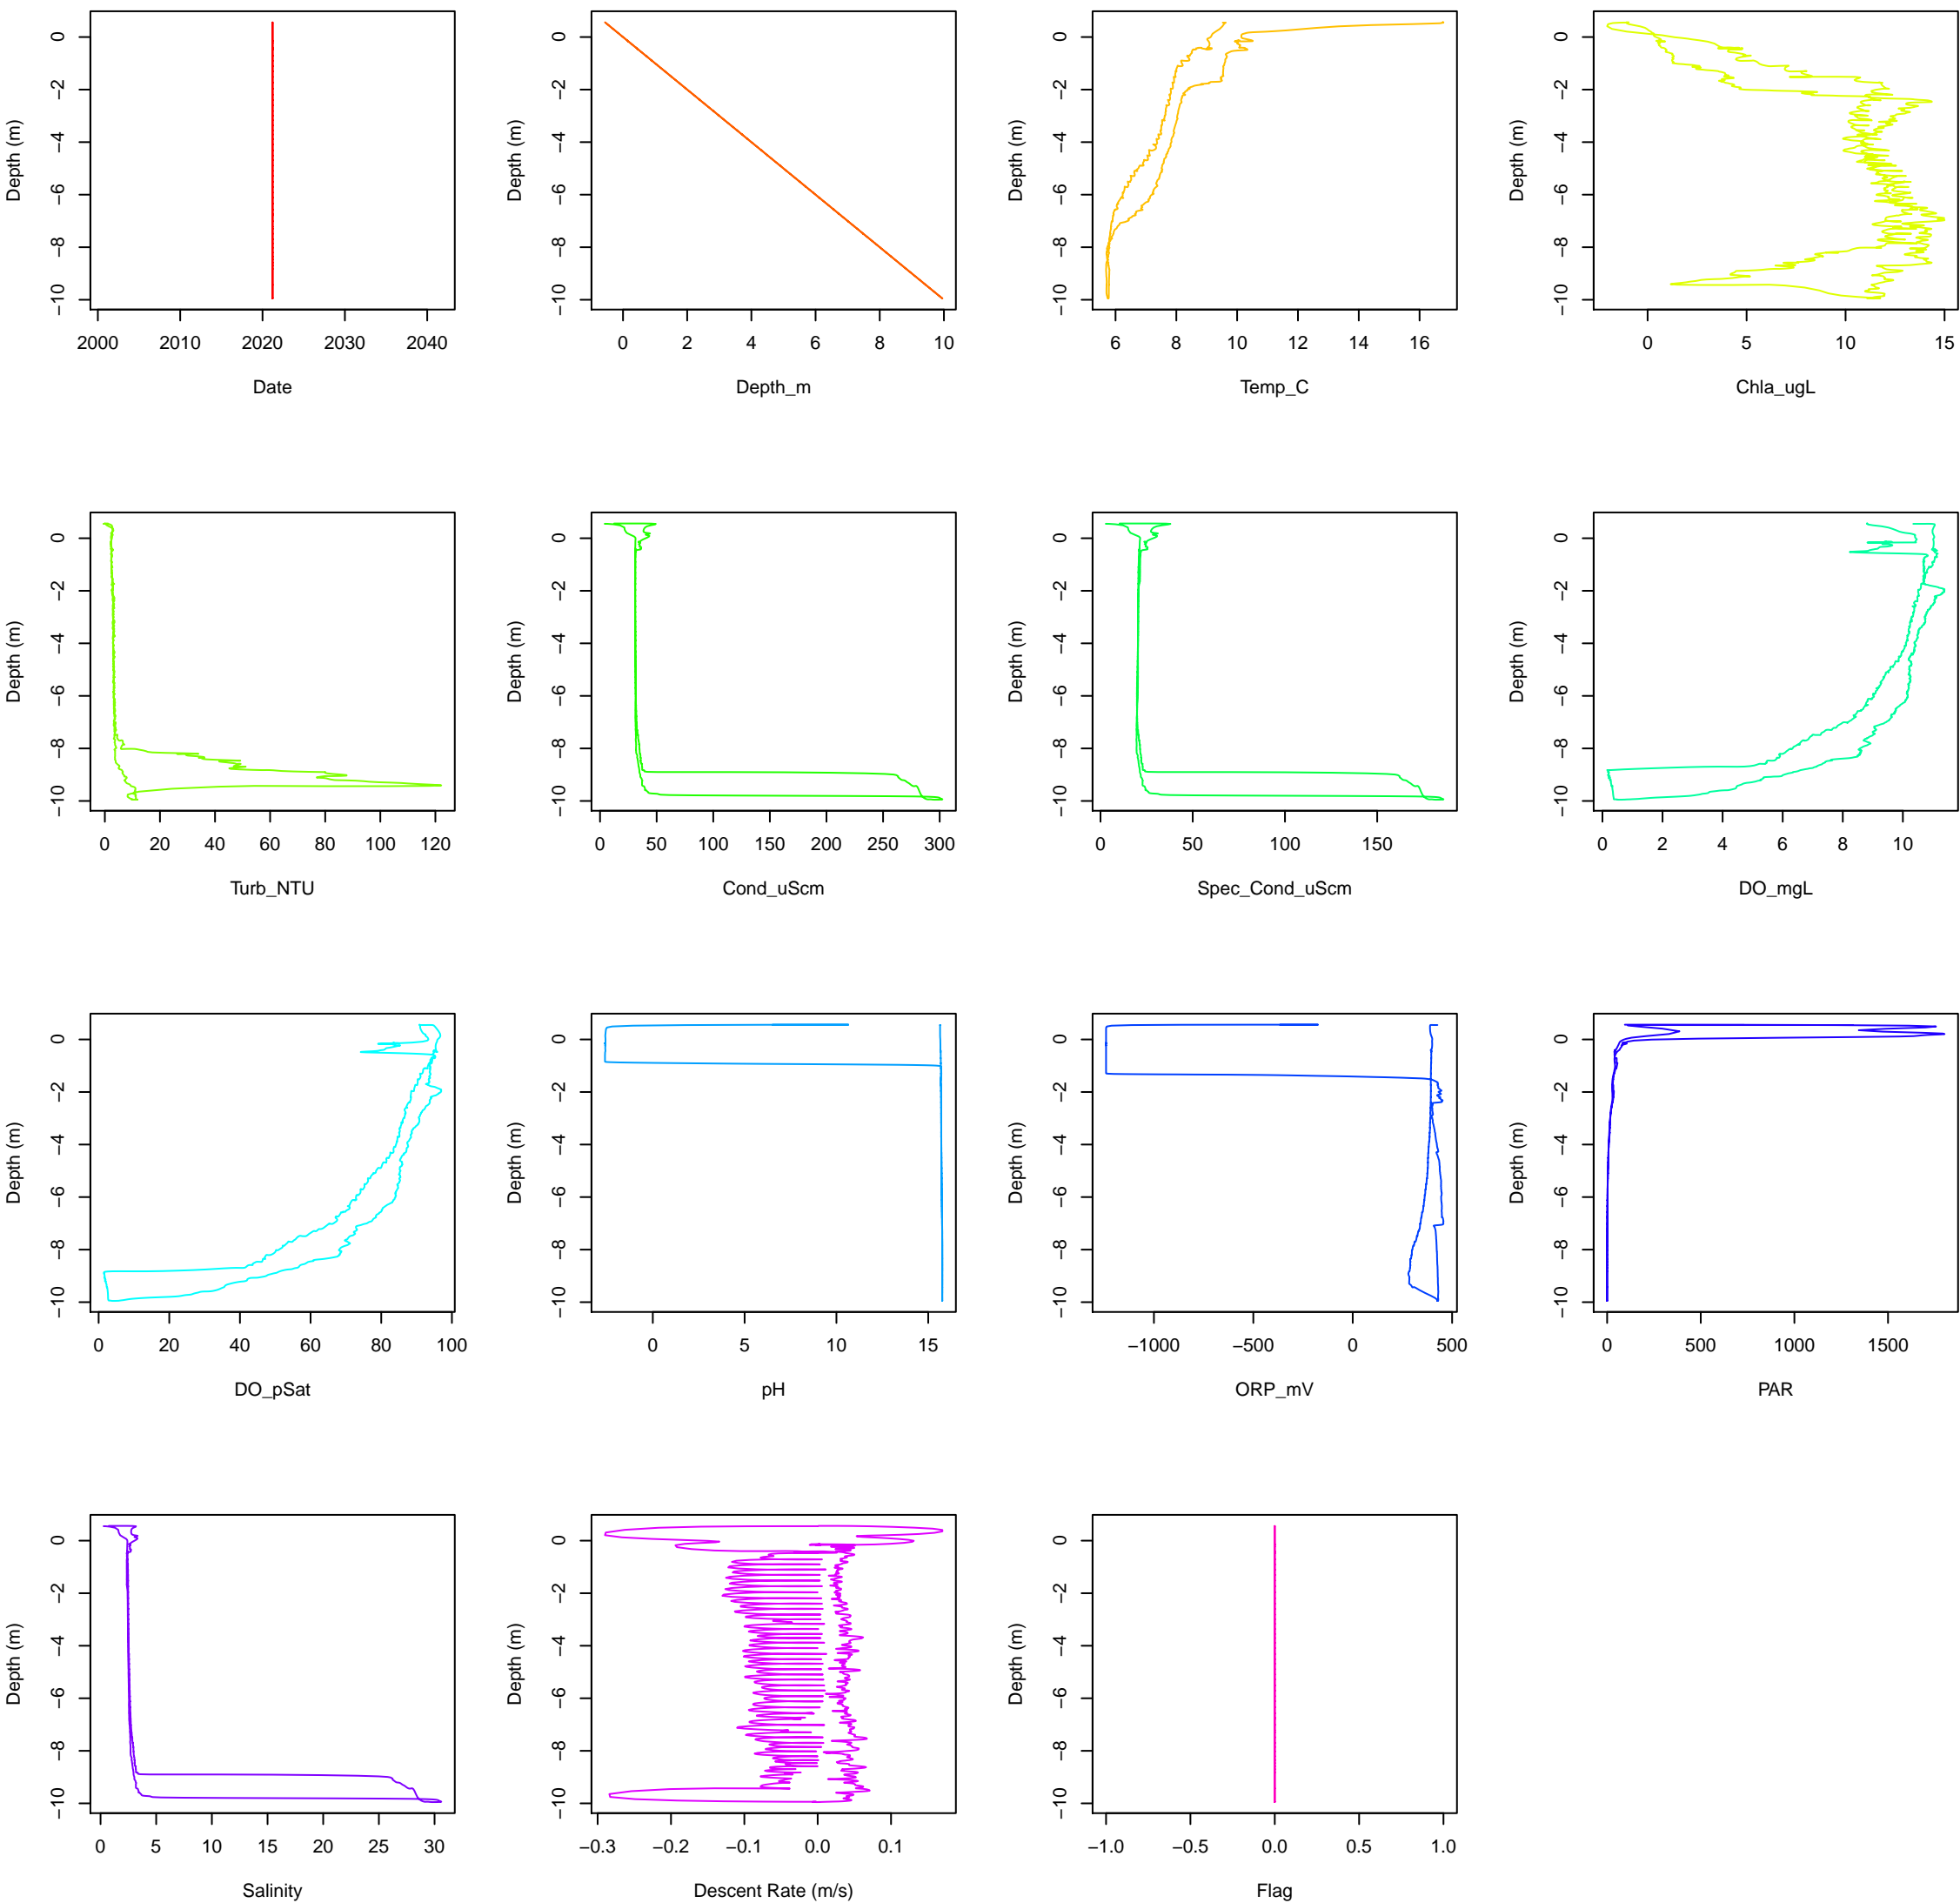 Depth (m)
0
−2
−4
−6
−8
−10
2000 2010 2020 2030 2040
Date
Depth (m)
0
−2
−4
−6
−8
−10
0 2 4 6 8 10
Depth_m
Depth (m)
0
−2
−4
−6
−8
−10
6 8 10 12 14 16
Temp_C
Depth (m)
0
−2
−4
−6
−8
−10
0 5 10 15
Chla_ugL
Depth (m)
0
−2
−4
−6
−8
−10
0 20 40 60 80 100 120
Turb_NTU
Depth (m)
0
−2
−4
−6
−8
−10
0 50 100 150 200 250 300
Cond_uScm
Depth (m)
0
−2
−4
−6
−8
−10
0 50 100 150
Spec_Cond_uScm
Depth (m)
0
−2
−4
−6
−8
−10
0 2 4 6 8 10
DO_mgL
Depth (m)
0
−2
−4
−6
−8
−10
0 20 40 60 80 100
DO_pSat
Depth (m)
0
−2
−4
−6
−8
−10
0 5 10 15
pH
Depth (m)
0
−2
−4
−6
−8
−10
−1000 −500 0 500
ORP_mV
Depth (m)
0
−2
−4
−6
−8
−10
0 500 1000 1500
PAR
Depth (m)
0
−2
−4
−6
−8
−10
0 5 10 15 20 25 30
Salinity
Depth (m)
0
−2
−4
−6
−8
−10
−0.3 −0.2 −0.1 0.0 0.1
Descent Rate (m/s)
Depth (m)
0
−2
−4
−6
−8
−10
−1.0 −0.5 0.0 0.5 1.0
Flag